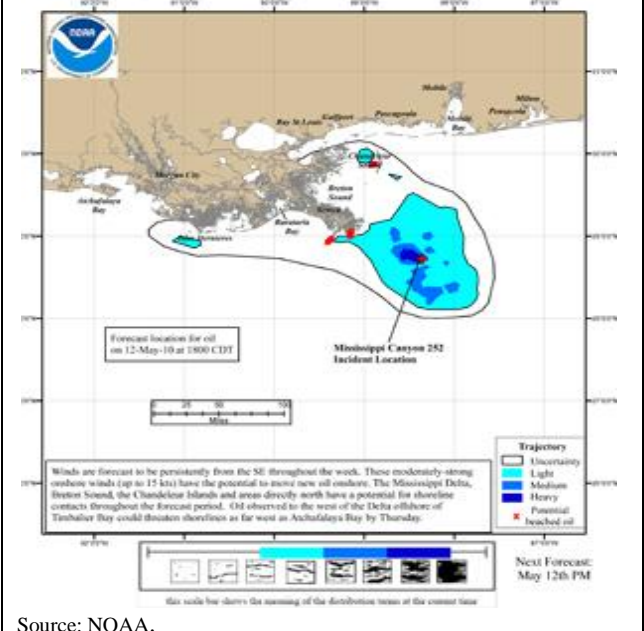 NOAA
Mobile
Milton
Pascagoula
Mobile
Bay
Pensacola
Gulfport
Bay St Louis
Morgan City
Breton
Sound
Atchafalaya
Bay
Barataria
Bay
Isles Dernieres
Forecast location for oil
on 12-May-10 at 1800 CDT
Mississippi Canyon 252
Incident Location
0 25 50 100
Miles
Trajectory
Uncertainty
Light
Medium
Heavy
Potential
beached oil
Winds are forecast to be persistently from the SE throughout the week. These moderately-strong
onshore winds (up to 15 kts) have the potential to move new oil onshore. The Mississippi Delta,
Breton Sound, the Chandeleur Islands and areas directly north have a potential for shoreline
contacts throughout the forecast period. Oil observed to the west of the Delta offshore of
Timbalier Bay could threaten shorelines as far west as Atchafalaya Bay by Thursday.
Next Forecast:
May 12th PM
this scale bar shows the meaning of the distribution terms at the current time
Source: NOAA.